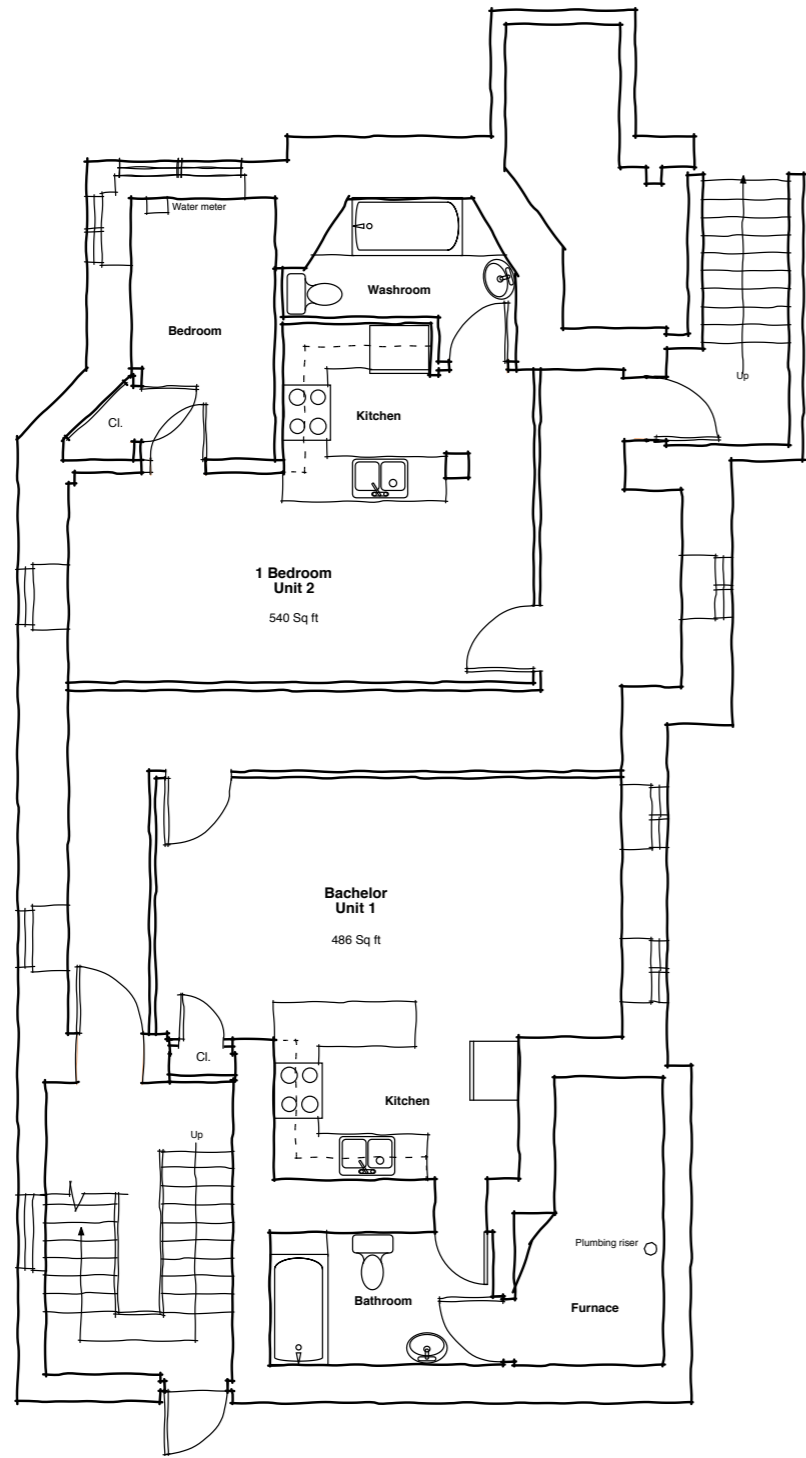 Water meter
Washroom
Bedroom
Up
Kitchen
Cl.
1 Bedroom
Unit 2
540 Sq ft
Bachelor
Unit 1
486 Sq ft
Cl.
Kitchen
Up
Plumbing riser
Bathroom
Furnace